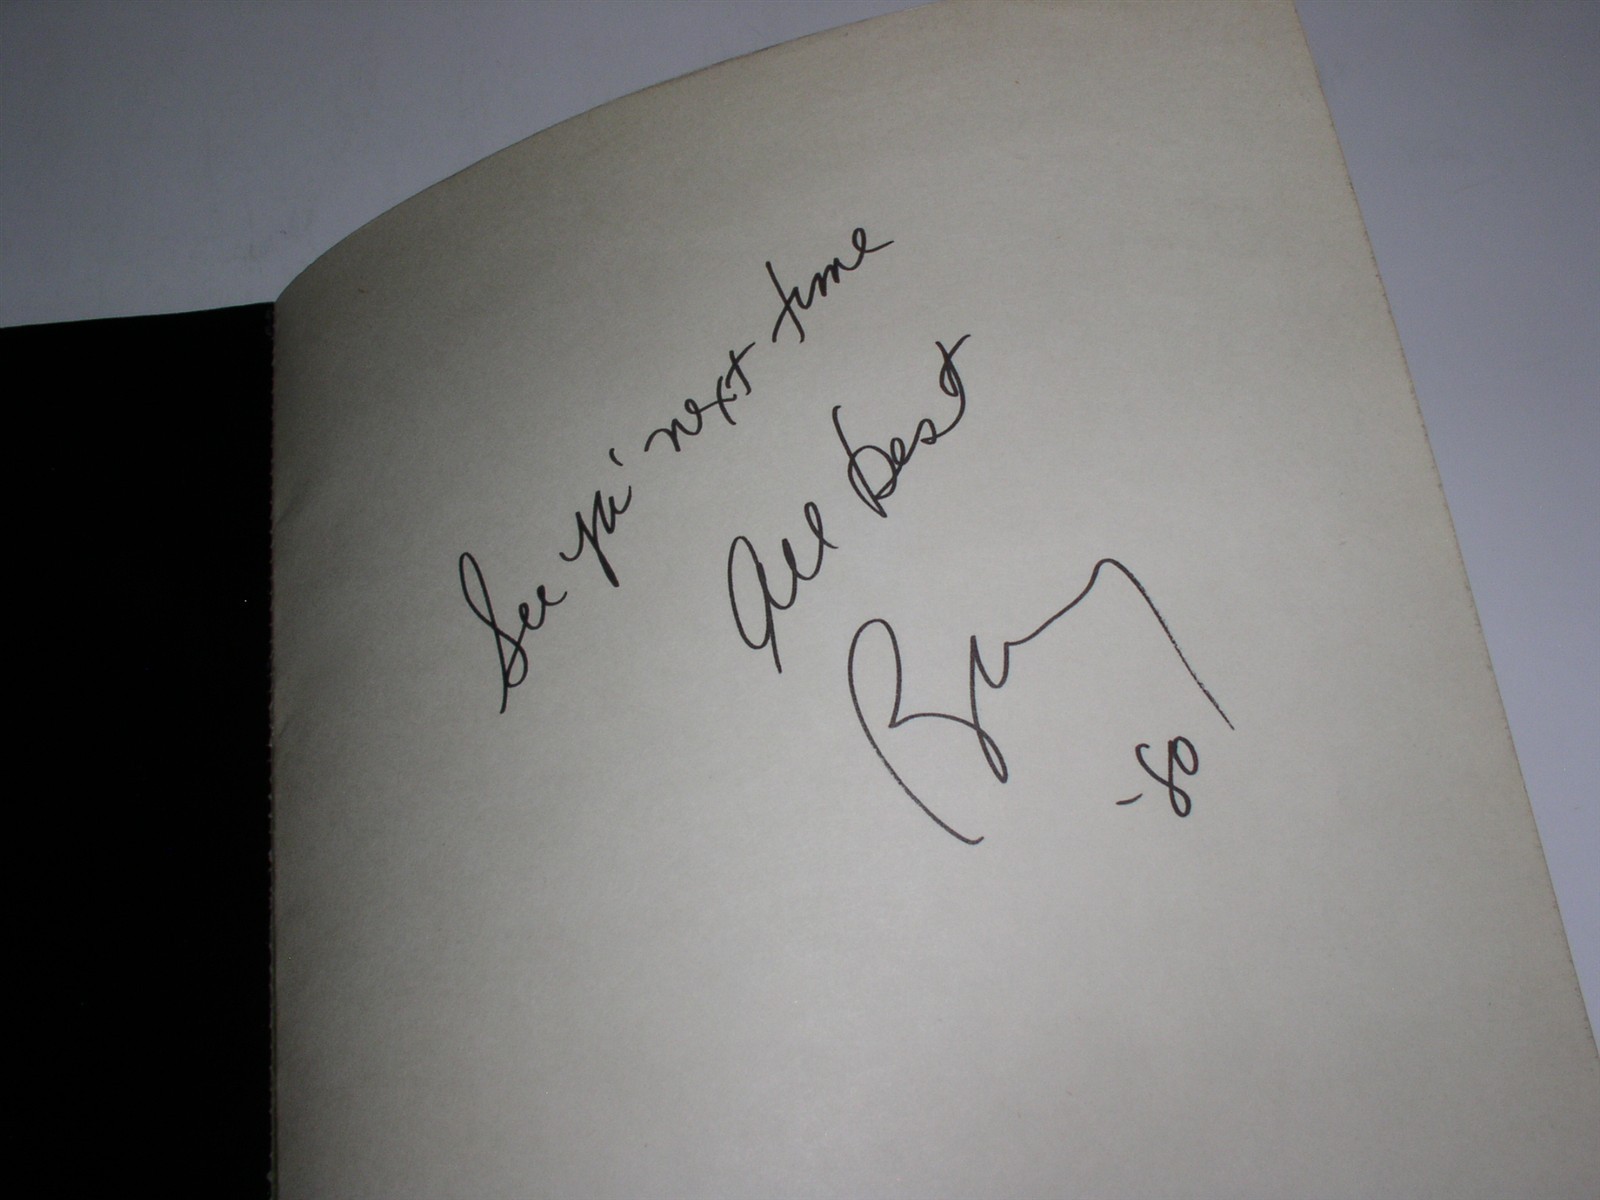 See ya' next time
All best
-80